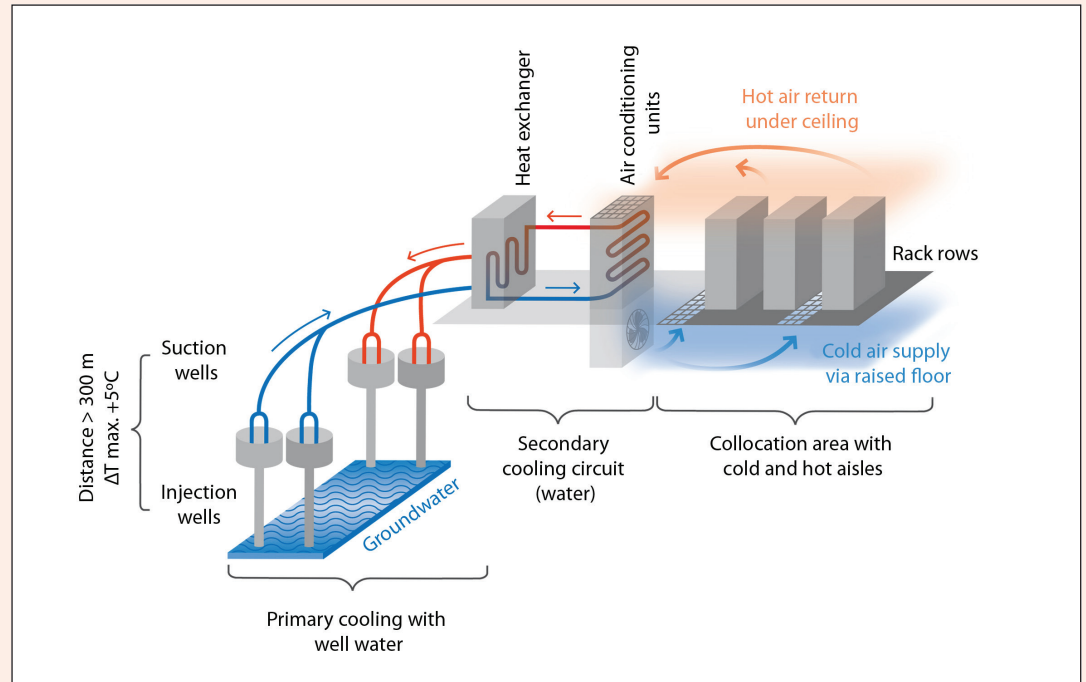 Heat exchanger
Air conditioning
units
Hot air return
under ceiling
Rack rows
Cold air supply
via raised floor
Suction
wells
Distance > 300 m
ΔT max. +5ºC
Injection
wells
Groundwater
Secondary
cooling circuit
(water)
Collocation area with
cold and hot aisles
Primary cooling with
well water